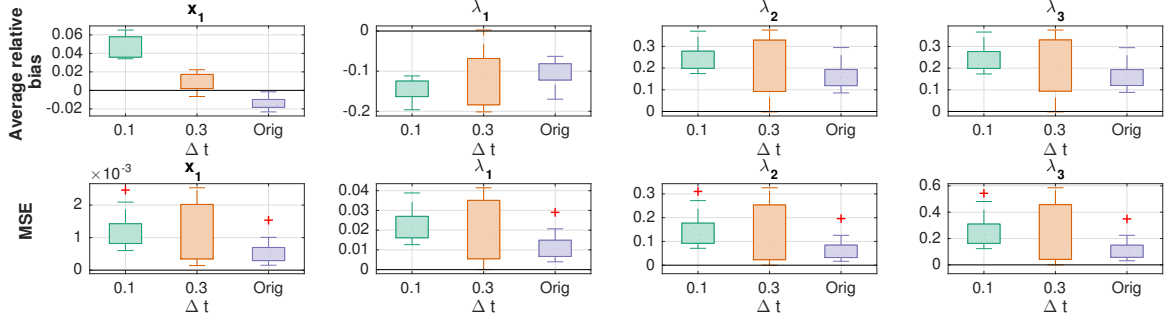 x₁ λ₁ λ₂ λ₃
Average relative bias
0.06 0.04 0.02 0 -0.02
0 -0.1 -0.2
0.3 0.2 0.1 0
0.3 0.2 0.1 0
0.1 0.3 Orig 0.1 0.3 Orig 0.1 0.3 Orig 0.1 0.3 Orig
Δ t Δ t Δ t Δ t
× 10⁻³ x₁ λ₁ λ₂ λ₃
MSE
2 1 0
0.04 0.03 0.02 0.01 0
0.3 0.2 0.1 0
0.6 0.4 0.2 0
0.1 0.3 Orig 0.1 0.3 Orig 0.1 0.3 Orig 0.1 0.3 Orig
Δ t Δ t Δ t Δ t